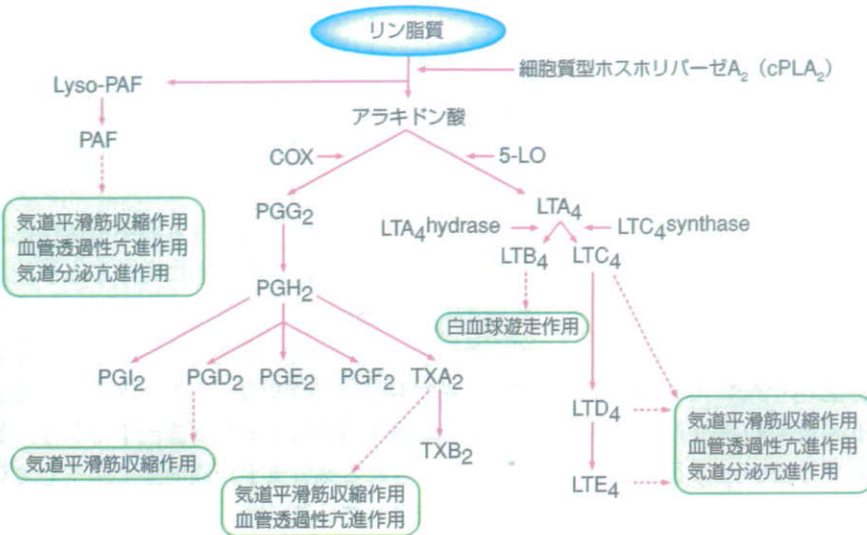 リン脂質
細胞質型ホスホリパーゼA₂（cPLA₂）
Lyso-PAF
アラキドン酸
PAF
COX
5-LO
気道平滑筋収縮作用
血管透過性亢進作用
気道分泌亢進作用
PGG₂
LTA₄
LTA₄hydrase
LTC₄synthase
LTB₄
LTC₄
PGH₂
白血球遊走作用
PGI₂
PGD₂
PGE₂
PGF₂
TXA₂
LTD₄
気道平滑筋収縮作用
血管透過性亢進作用
気道分泌亢進作用
TXB₂
気道平滑筋収縮作用
LTE₄
気道平滑筋収縮作用
血管透過性亢進作用